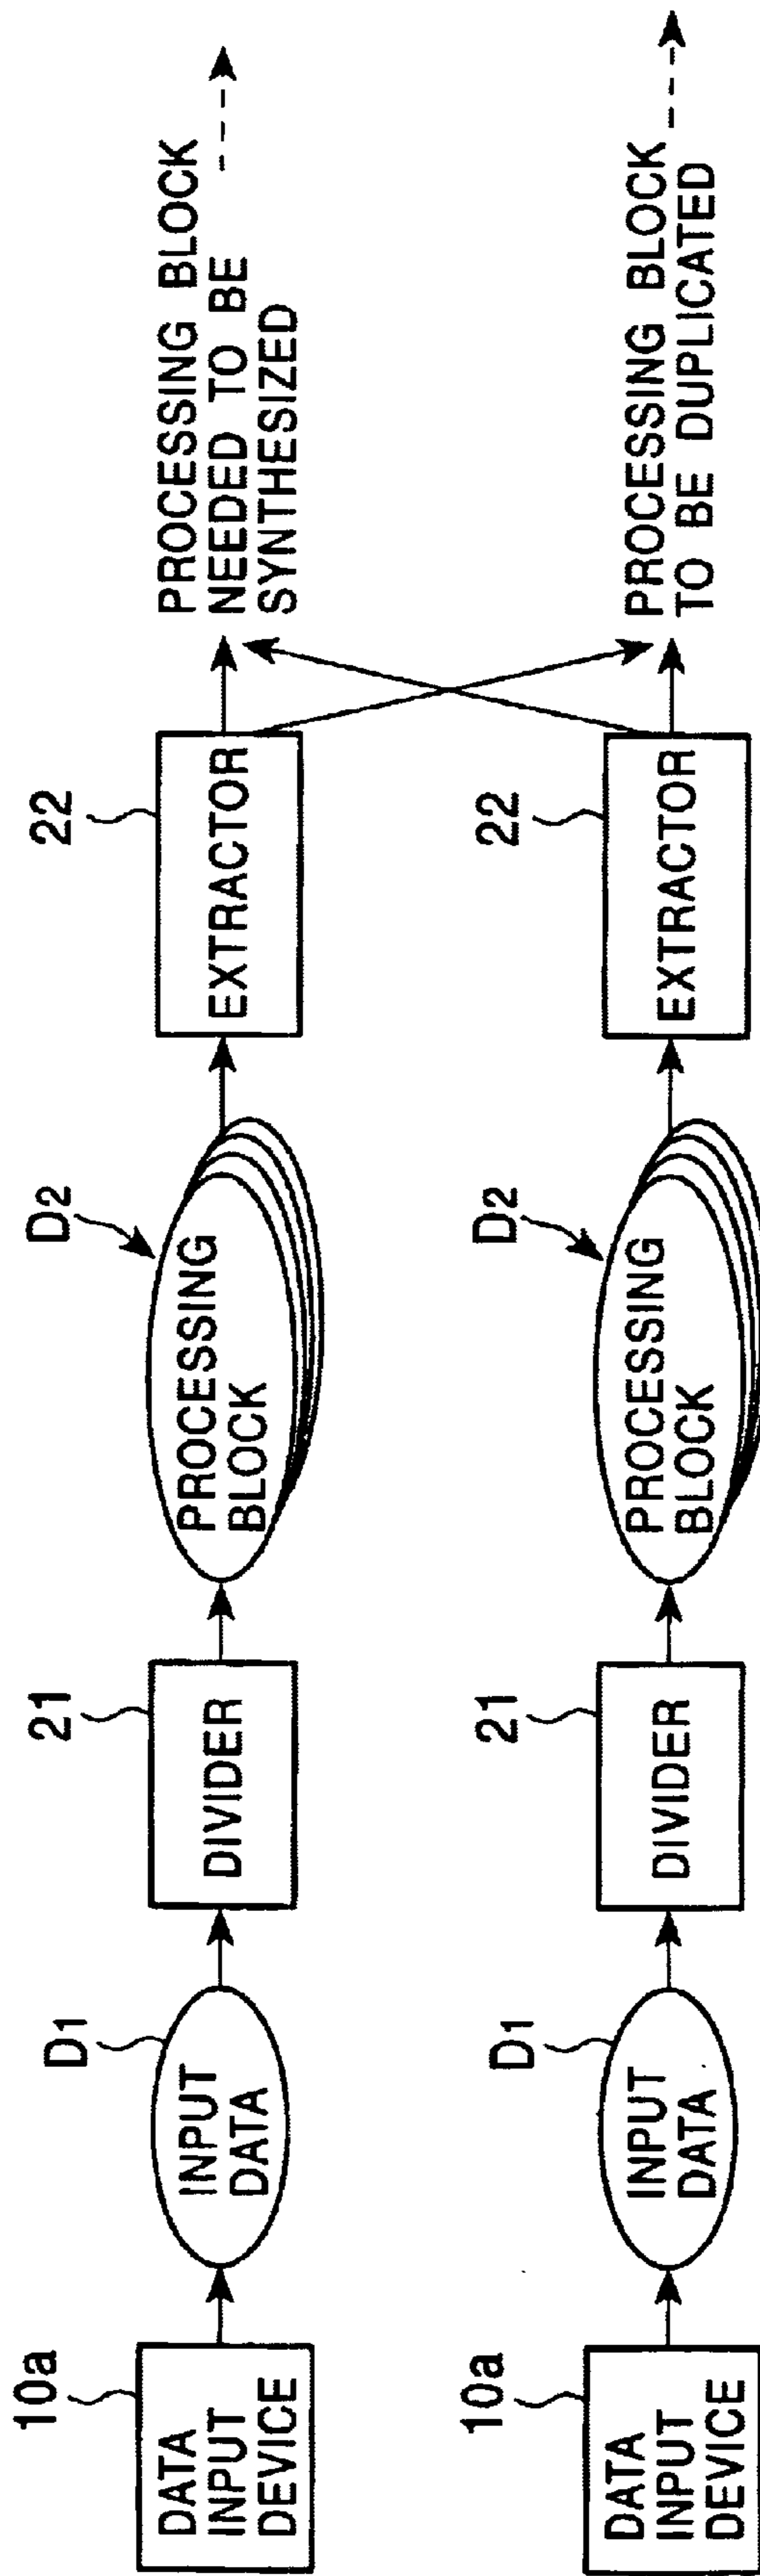 10a
DATA
INPUT
DEVICE
D1
INPUT
DATA
21
DIVIDER
D2
PROCESSING
BLOCK
22
EXTRACTOR
PROCESSING BLOCK
NEEDED TO BE
SYNTHESIZED
10a
DATA
INPUT
DEVICE
D1
INPUT
DATA
21
DIVIDER
D2
PROCESSING
BLOCK
22
EXTRACTOR
PROCESSING BLOCK
TO BE DUPLICATED